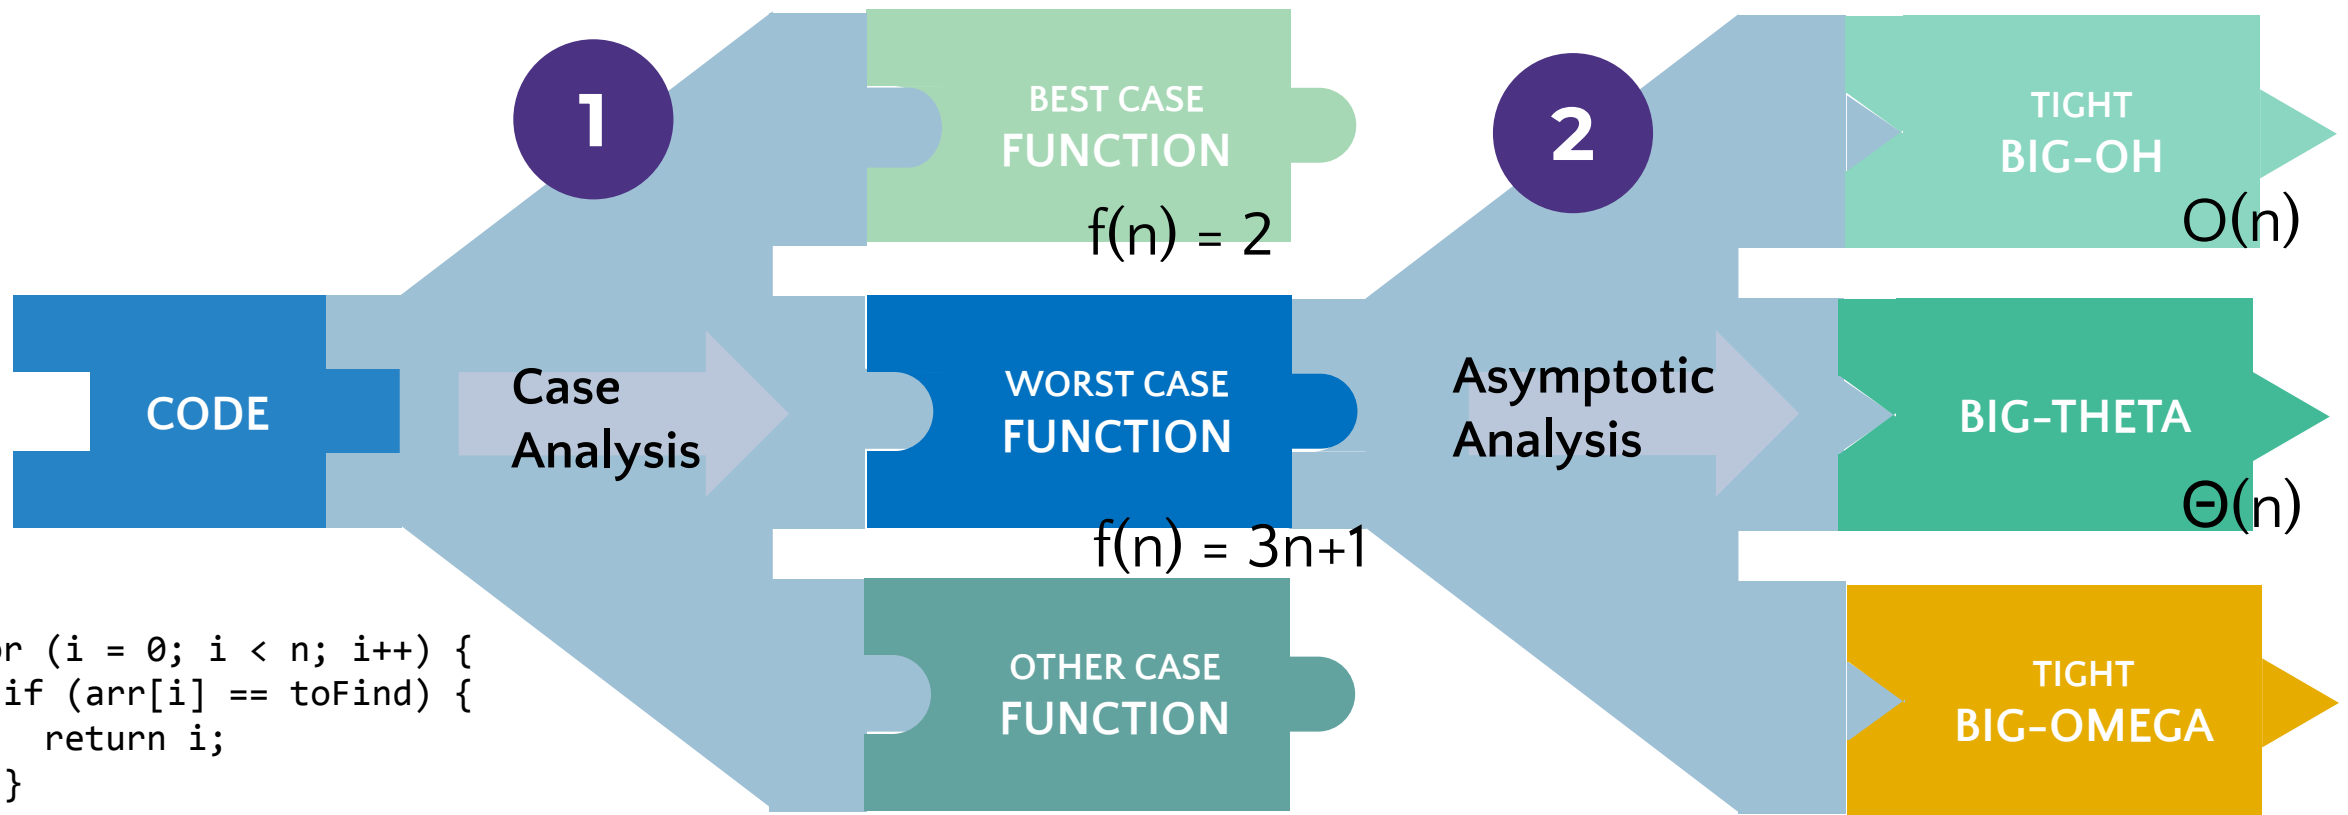 1
BEST CASE
FUNCTION
f(n) = 2
2
TIGHT
BIG-OH
O(n)
CODE
Case
Analysis
WORST CASE
FUNCTION
f(n) = 3n+1
Asymptotic
Analysis
BIG-THETA
Θ(n)
r (i = 0; i < n; i++) {
if (arr[i] == toFind) {
return i;
}
OTHER CASE
FUNCTION
TIGHT
BIG-OMEGA